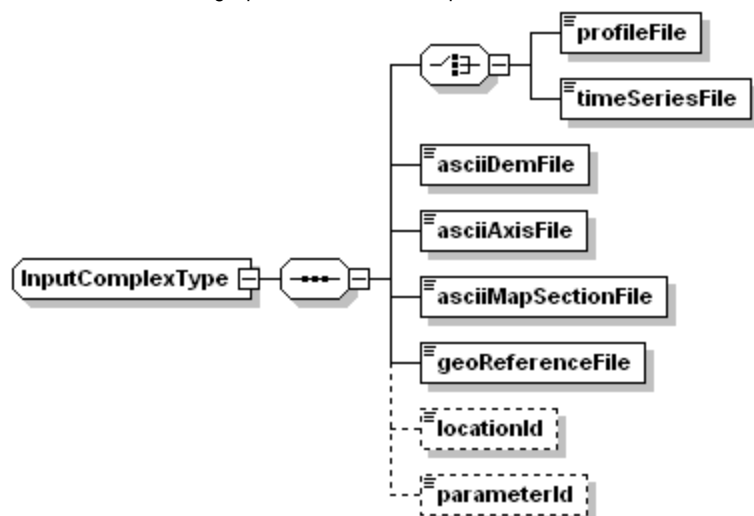 profileFile
timeSeriesFile
asciiDemFile
asciiAxisFile
InputComplexType
asciiMapSectionFile
geoReferenceFile
locationId
parameterId